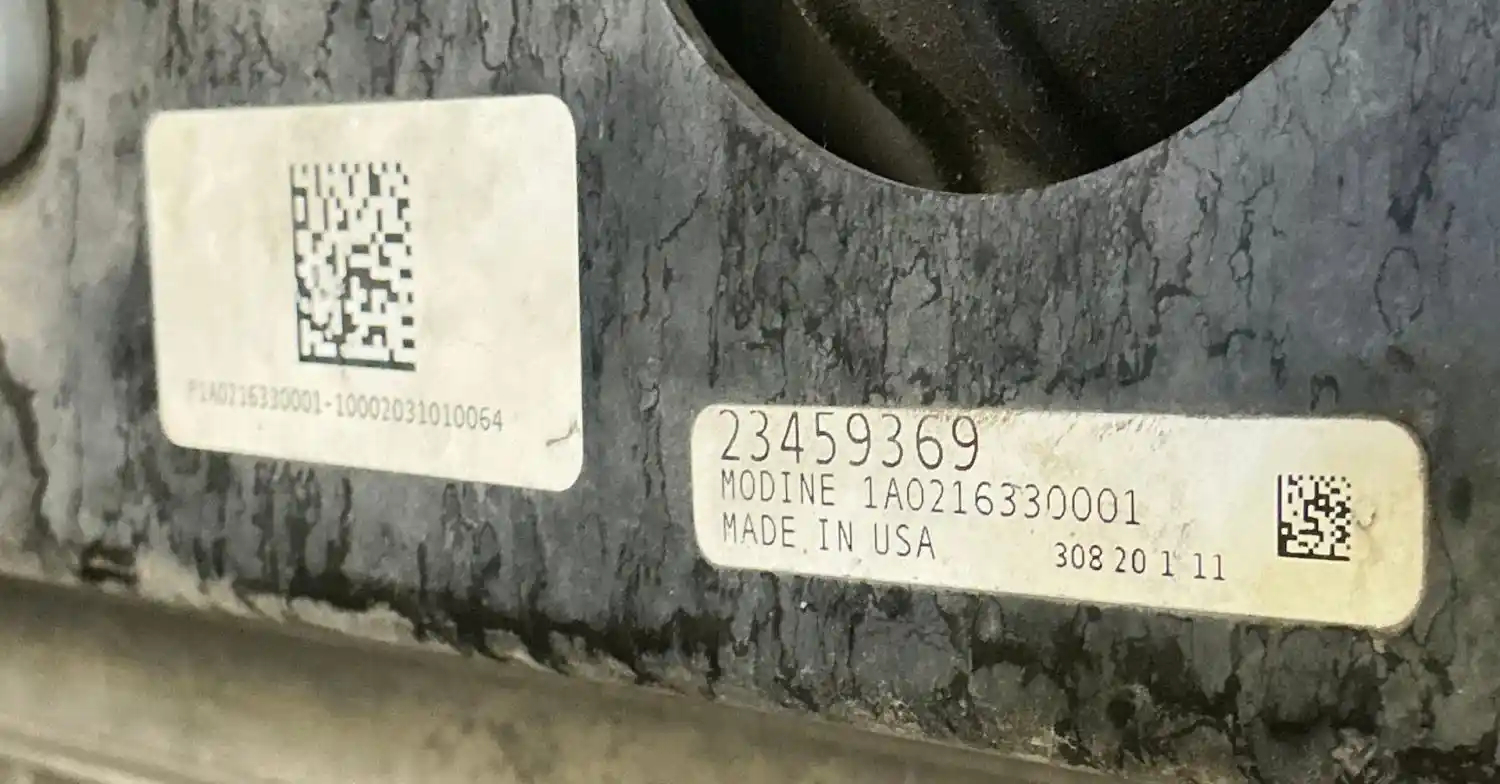 P1A0216330001-10002031010064
23459369
MODINE 1A0216330001
MADE IN USA
308 20 1 11